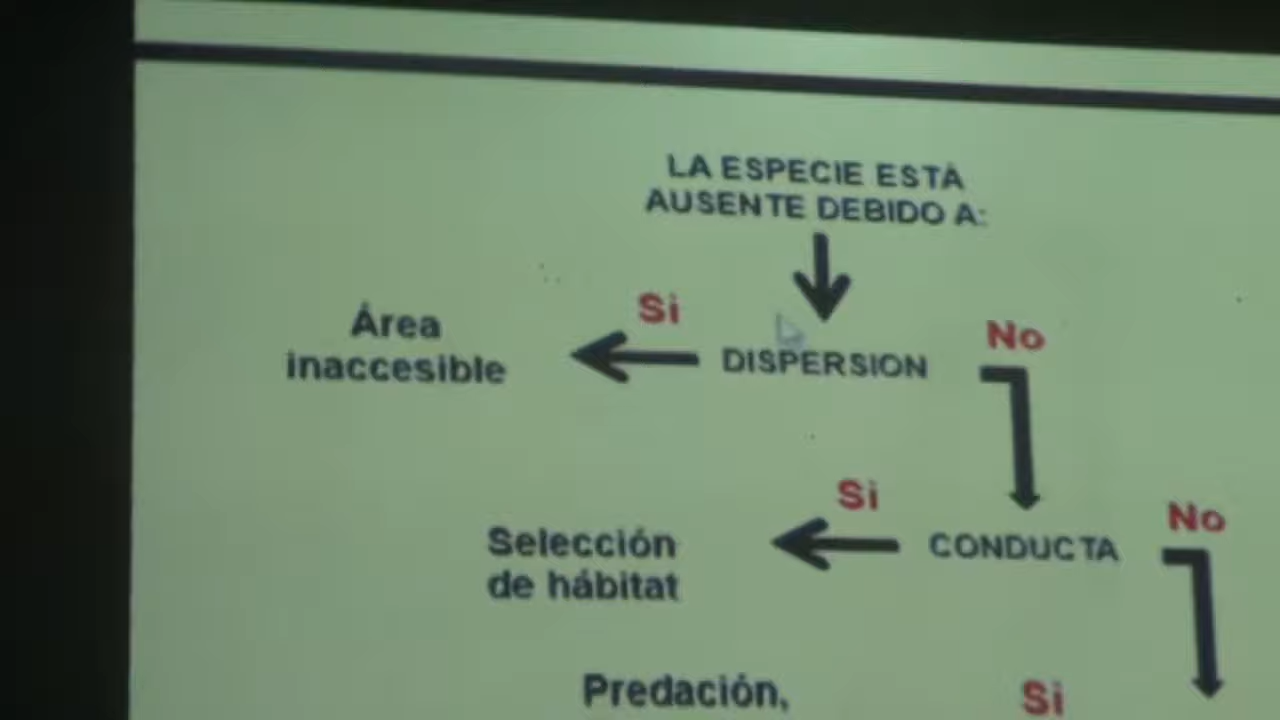 LA ESPECIE ESTÁ
AUSENTE DEBIDO A:
Si
No
Área
inaccesible
DISPERSION
Si
No
Selección
de hábitat
CONDUCTA
Predación,
Si